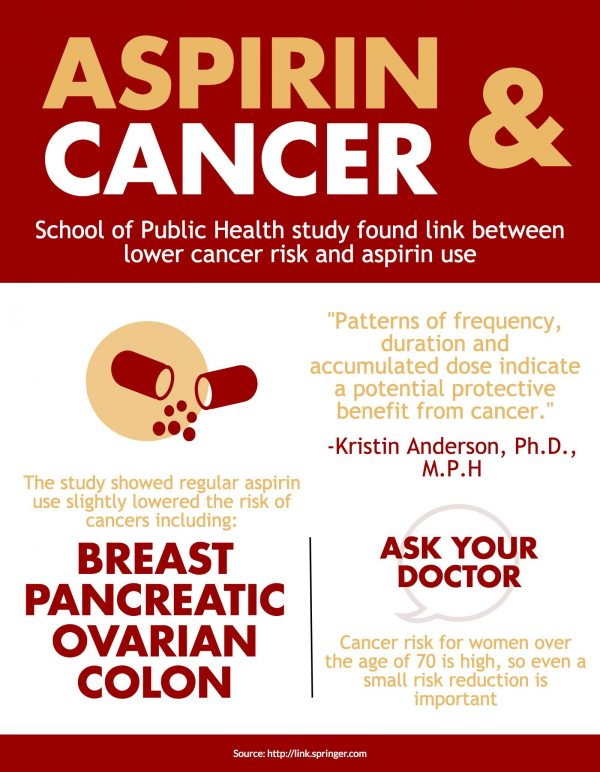 ASPIRIN
& 
CANCER
School of Public Health study found link between
lower cancer risk and aspirin use
"Patterns of frequency,
duration and
accumulated dose indicate
a potential protective
benefit from cancer."
-Kristin Anderson, Ph.D.,
M.P.H
The study showed regular aspirin
use slightly lowered the risk of
cancers including:
BREAST
PANCREATIC
OVARIAN
COLON
ASK YOUR
DOCTOR
Cancer risk for women over
the age of 70 is high, so even a
small risk reduction is
important
Source: http://link.springer.com